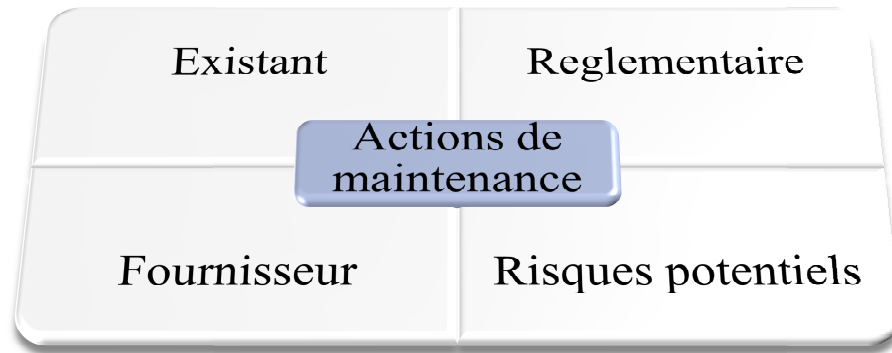 Existant
Reglementaire
Actions de
maintenance
Fournisseur
Risques potentiels